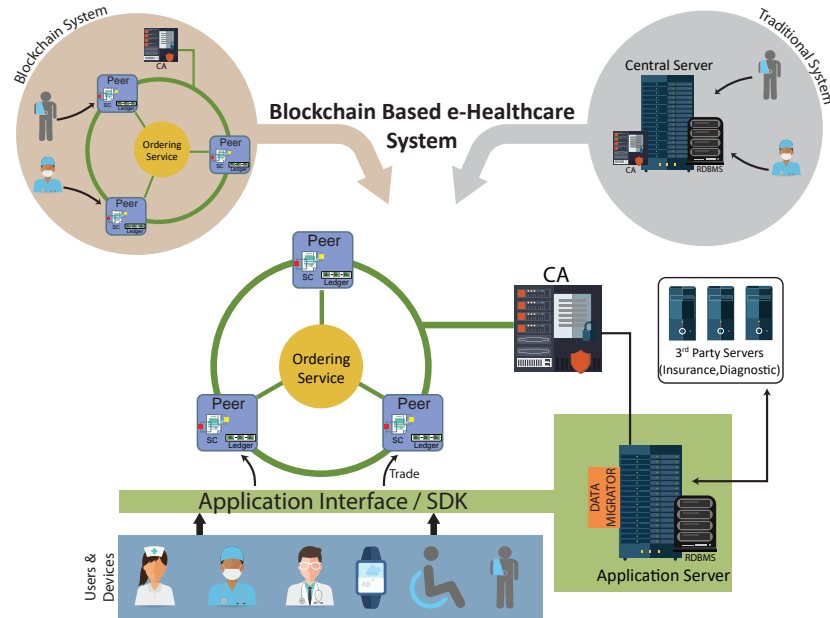 Blockchain System
CA
Peer
SC
Ledger
Ordering
Service
Peer
SC
Ledger
Peer
SC
Ledger
Blockchain Based e-Healthcare
System
Traditional System
Central Server
CA
RDBMS
Peer
SC
Ledger
Ordering
Service
Peer
SC
Ledger
Peer
SC
Ledger
CA
3rd Party Servers
(Insurance,Diagnostic)
Trade
Application Interface / SDK
DATA
MIGRATOR
RDBMS
Application Server
Users &
Devices
48°